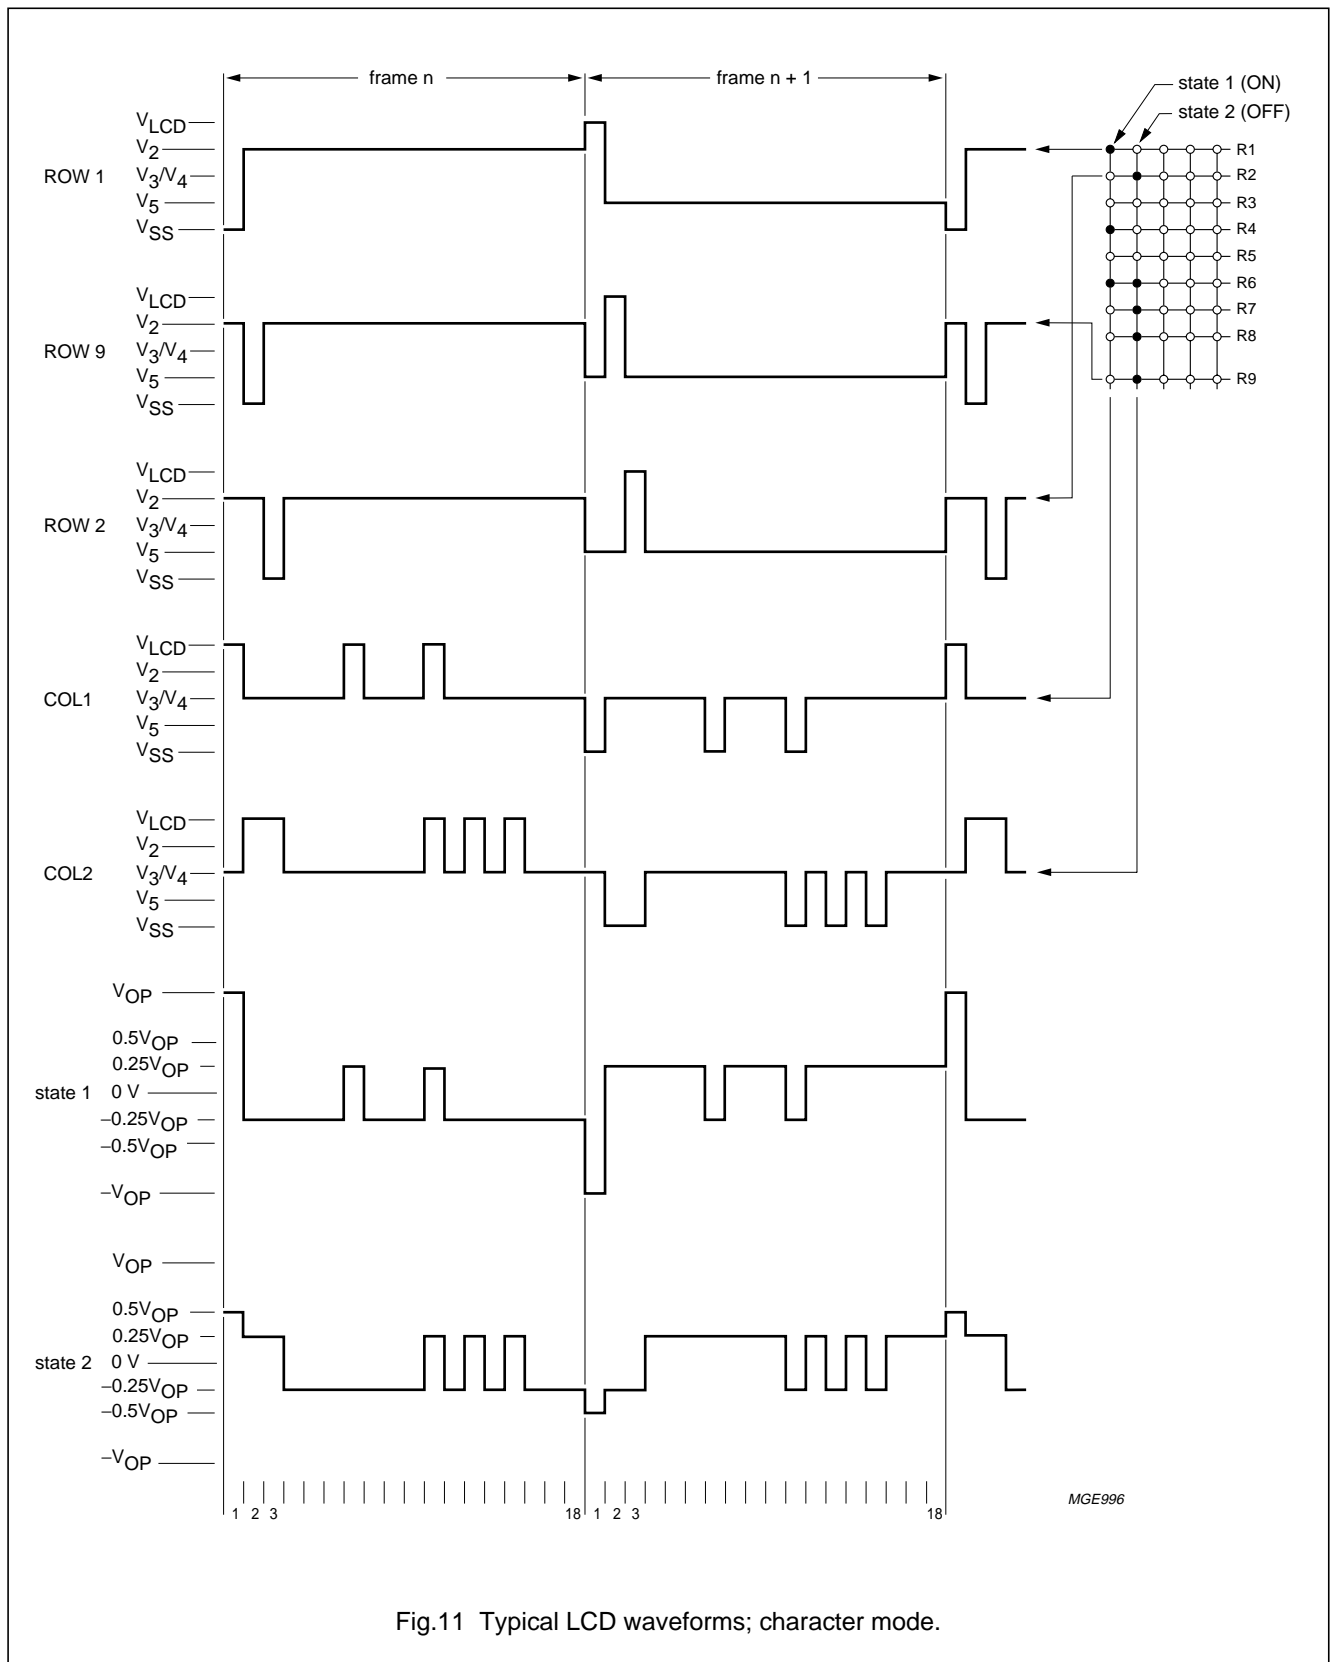 frame n
frame n + 1
state 1 (ON)
state 2 (OFF)
R1
R2
R3
R4
R5
R6
R7
R8
R9
ROW 1
VLCD
V2
V3/V4
V5
VSS
ROW 9
VLCD
V2
V3/V4
V5
VSS
ROW 2
VLCD
V2
V3/V4
V5
VSS
COL1
VLCD
V2
V3/V4
V5
VSS
COL2
VLCD
V2
V3/V4
V5
VSS
state 1
VOP
0.5VOP
0.25VOP
0 V
−0.25VOP
−0.5VOP
−VOP
state 2
VOP
0.5VOP
0.25VOP
0 V
−0.25VOP
−0.5VOP
−VOP
1 2 3 18 1 2 3 18
MGE996
Fig.11 Typical LCD waveforms; character mode.